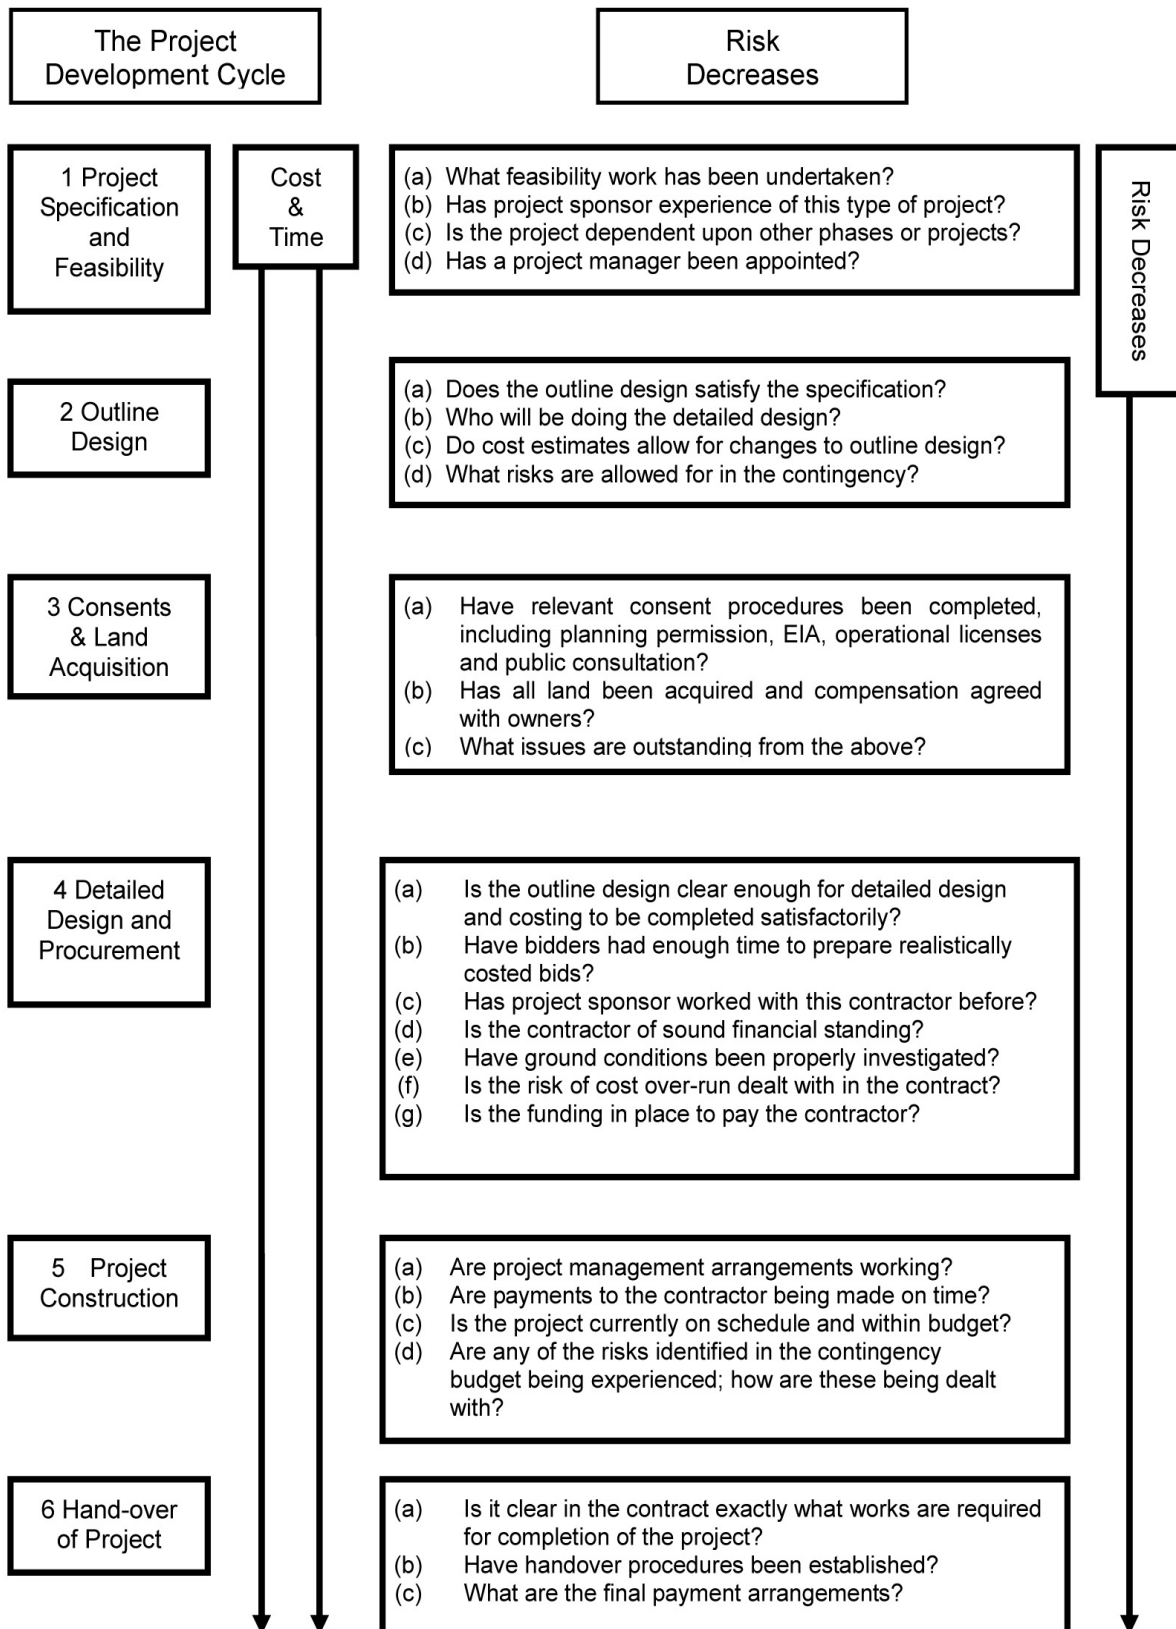 The Project
Development Cycle
Risk
Decreases
1 Project
Specification
and
Feasibility
Cost
&
Time
(a) What feasibility work has been undertaken?
(b) Has project sponsor experience of this type of project?
(c) Is the project dependent upon other phases or projects?
(d) Has a project manager been appointed?
Risk Decreases
2 Outline
Design
(a) Does the outline design satisfy the specification?
(b) Who will be doing the detailed design?
(c) Do cost estimates allow for changes to outline design?
(d) What risks are allowed for in the contingency?
3 Consents
& Land
Acquisition
(a) Have relevant consent procedures been completed,
including planning permission, EIA, operational licenses
and public consultation?
(b) Has all land been acquired and compensation agreed
with owners?
(c) What issues are outstanding from the above?
4 Detailed
Design and
Procurement
(a) Is the outline design clear enough for detailed design
and costing to be completed satisfactorily?
(b) Have bidders had enough time to prepare realistically
costed bids?
(c) Has project sponsor worked with this contractor before?
(d) Is the contractor of sound financial standing?
(e) Have ground conditions been properly investigated?
(f) Is the risk of cost over-run dealt with in the contract?
(g) Is the funding in place to pay the contractor?
5 Project
Construction
(a) Are project management arrangements working?
(b) Are payments to the contractor being made on time?
(c) Is the project currently on schedule and within budget?
(d) Are any of the risks identified in the contingency
budget being experienced; how are these being dealt
with?
6 Hand-over
of Project
(a) Is it clear in the contract exactly what works are required
for completion of the project?
(b) Have handover procedures been established?
(c) What are the final payment arrangements?